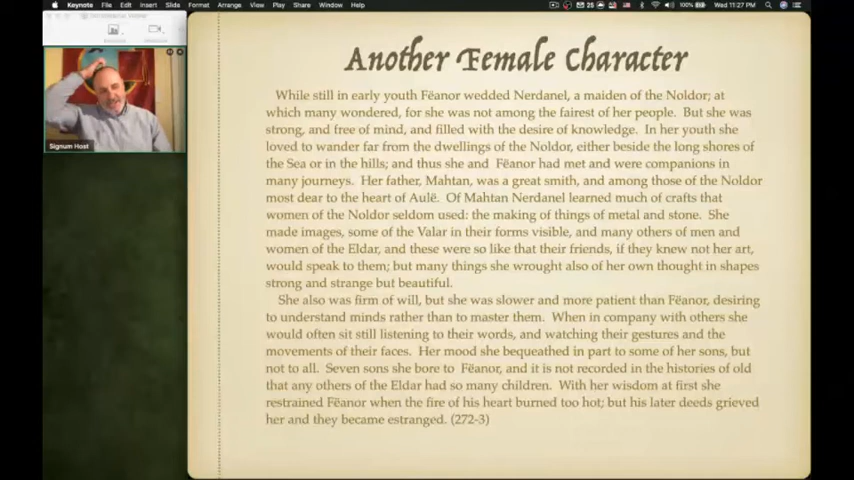 Keynote File Edit Insert Slide Format Arrange View Play Share Window Help
25 100% Wed 11:27 PM
Signum Host
Another Female Character
While still in early youth Fëanor wedded Nerdanel, a maiden of the Noldor; at
which many wondered, for she was not among the fairest of her people. But she was
strong, and free of mind, and filled with the desire of knowledge. In her youth she
loved to wander far from the dwellings of the Noldor, either beside the long shores of
the Sea or in the hills; and thus she and Fëanor had met and were companions in
many journeys. Her father, Mahtan, was a great smith, and among those of the Noldor
most dear to the heart of Aulë. Of Mahtan Nerdanel learned much of crafts that
women of the Noldor seldom used: the making of things of metal and stone. She
made images, some of the Valar in their forms visible, and many others of men and
women of the Eldar, and these were so like that their friends, if they knew not her art,
would speak to them; but many things she wrought also of her own thought in shapes
strong and strange but beautiful.
She also was firm of will, but she was slower and more patient than Fëanor, desiring
to understand minds rather than to master them. When in company with others she
would often sit still listening to their words, and watching their gestures and the
movements of their faces. Her mood she bequeathed in part to some of her sons, but
not to all. Seven sons she bore to Fëanor, and it is not recorded in the histories of old
that any others of the Eldar had so many children. With her wisdom at first she
restrained Fëanor when the fire of his heart burned too hot; but his later deeds grieved
her and they became estranged. (272-3)